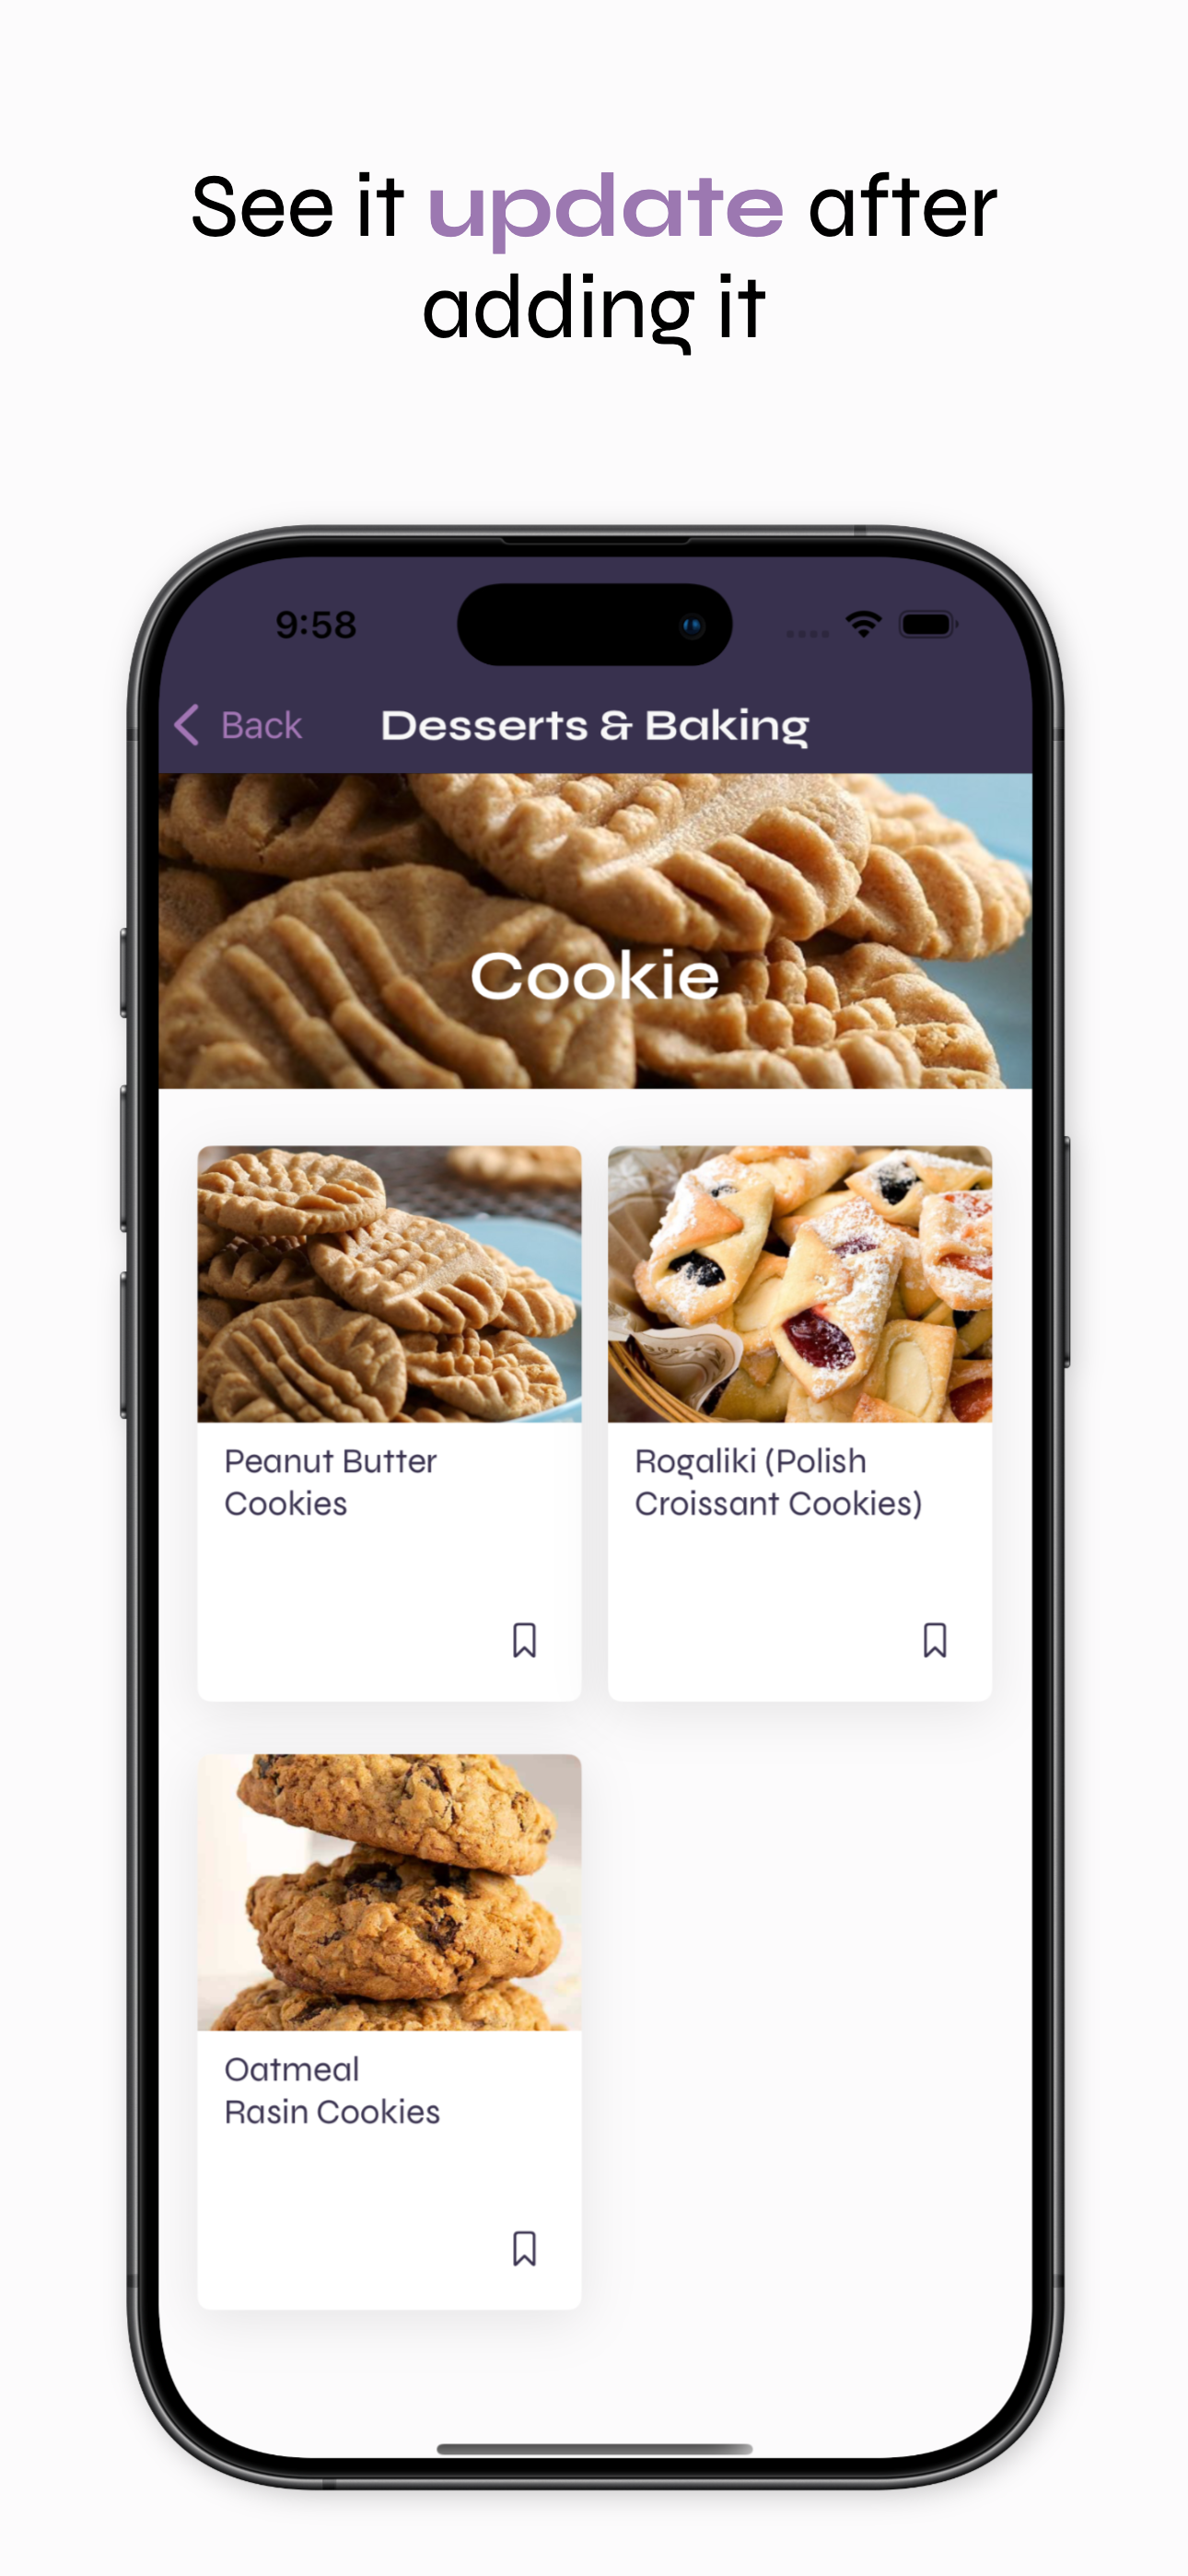 See it update after
adding it
9:58
Back
Desserts & Baking
Cookie
Peanut Butter
Cookies
Rogaliki (Polish
Croissant Cookies)
Oatmeal
Rasin Cookies